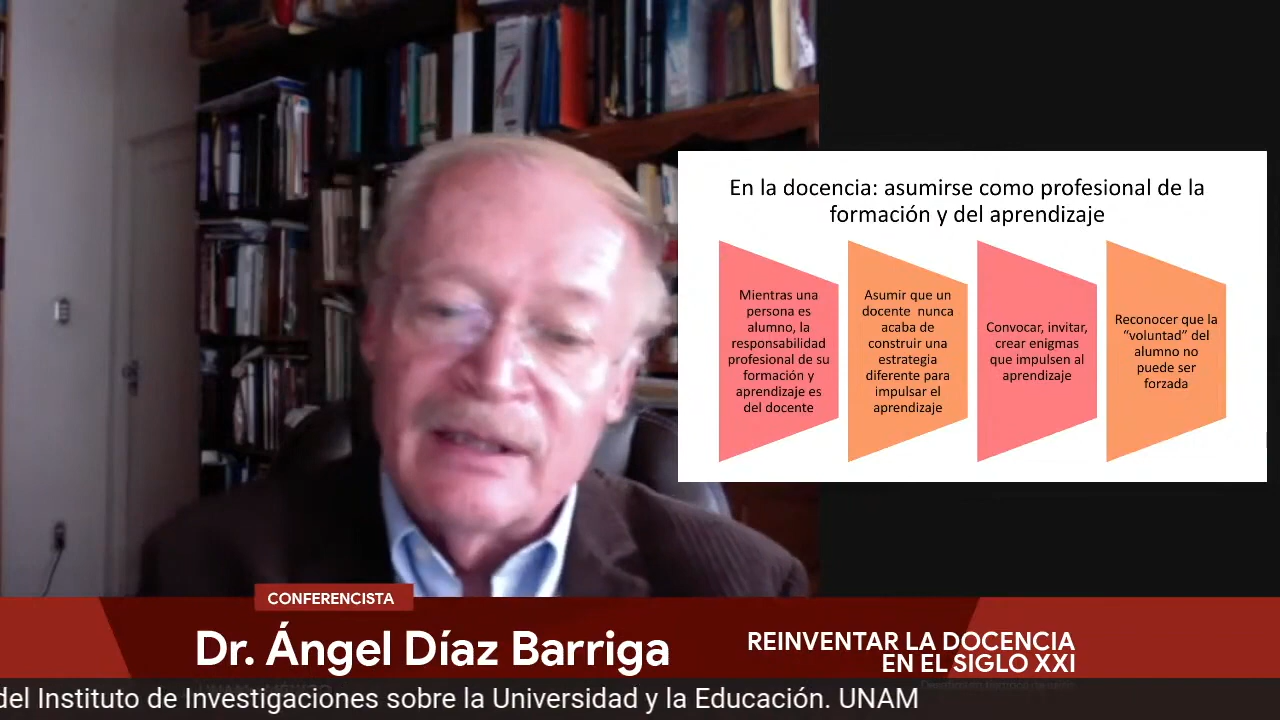 En la docencia: asumirse como profesional de la
formación y del aprendizaje
Mientras una
persona es
alumno, la
responsabilidad
profesional de su
formación y
aprendizaje es
del docente
Asumir que un
docente nunca
acaba de
construir una
estrategia
diferente para
impulsar el
aprendizaje
Convocar, invitar,
crear enigmas
que impulsen al
aprendizaje
Reconocer que la
“voluntad” del
alumno no
puede ser
forzada
CONFERENCISTA
Dr. Ángel Díaz Barriga
REINVENTAR LA DOCENCIA
EN EL SIGLO XXI
del Instituto de Investigaciones sobre la Universidad y la Educación. UNAM